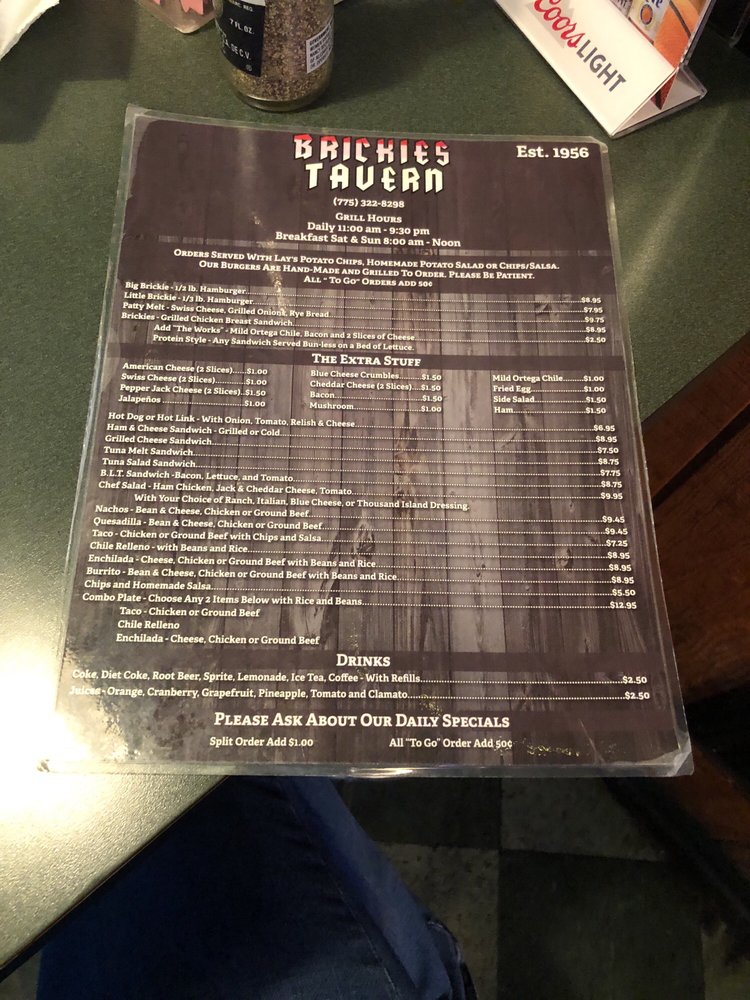 7 FL. OZ.
SE C.V.
Coors LIGHT
BRICKIES
TAVERN
Est. 1956
(775) 322-8298
GRILL HOURS
Daily 11:00 am - 9:30 pm
Breakfast Sat & Sun 8:00 am - Noon
ORDERS SERVED WITH LAY'S POTATO CHIPS, HOMEMADE POTATO SALAD OR CHIPS/SALSA.
OUR BURGERS ARE HAND-MADE AND GRILLED TO ORDER. PLEASE BE PATIENT.
ALL "TO GO" ORDERS ADD 50¢
Big Brickie - 1/2 lb. Hamburger $8.95
Little Brickie - 1/3 lb. Hamburger $7.95
Patty Melt - Swiss Cheese, Grilled Onions, Rye Bread $9.75
Brickies - Grilled Chicken Breast Sandwich $8.95
Add "The Works" - Mild Ortega Chile, Bacon and 2 Slices of Cheese $2.50
Protein Style - Any Sandwich Served Bun-less on a Bed of Lettuce.
THE EXTRA STUFF
American Cheese (2 Slices) $1.00
Swiss Cheese (2 Slices) $1.00
Pepper Jack Cheese (2 Slices) $1.50
Jalapeños $1.00
Blue Cheese Crumbles $1.50
Cheddar Cheese (2 Slices) $1.50
Bacon $1.50
Mushroom $1.00
Mild Ortega Chile $1.00
Fried Egg $1.00
Side Salad $1.50
Ham $1.50
Hot Dog or Hot Link - With Onion, Tomato, Relish & Cheese $6.95
Ham & Cheese Sandwich - Grilled or Cold $8.95
Grilled Cheese Sandwich $7.50
Tuna Melt Sandwich $8.75
Tuna Salad Sandwich $7.75
B.L.T. Sandwich -Bacon, Lettuce, and Tomato $8.75
Chef Salad - Ham Chicken, Jack & Cheddar Cheese, Tomato $9.95
With Your Choice of Ranch, Italian, Blue Cheese, or Thousand Island Dressing.
Nachos - Bean & Cheese, Chicken or Ground Beef $9.45
Quesadilla - Bean & Cheese, Chicken or Ground Beef $9.45
Taco - Chicken or Ground Beef with Chips and Salsa $7.25
Chile Relleno - with Beans and Rice $8.95
Enchilada - Cheese, Chicken or Ground Beef with Beans and Rice $8.95
Burrito - Bean & Cheese, Chicken or Ground Beef with Beans and Rice $8.95
Chips and Homemade Salsa $5.50
Combo Plate - Choose Any 2 Items Below with Rice and Beans $12.95
Taco - Chicken or Ground Beef
Chile Relleno
Enchilada - Cheese, Chicken or Ground Beef
DRINKS
Coke, Diet Coke, Root Beer, Sprite, Lemonade, Ice Tea, Coffee - With Refills $2.50
Juices - Orange, Cranberry, Grapefruit, Pineapple, Tomato and Clamato $2.50
PLEASE ASK ABOUT OUR DAILY SPECIALS
Split Order Add $1.00
All "To Go" Order Add 50¢